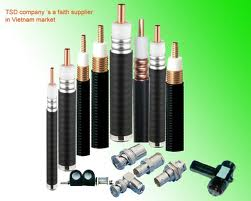 TSD company 's a faith supplier
in Vietnam market